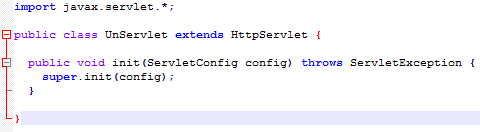 import javax.servlet.*;
public class UnServlet extends HttpServlet {
public void init(ServletConfig config) throws ServletException {
super.init(config);
}
}